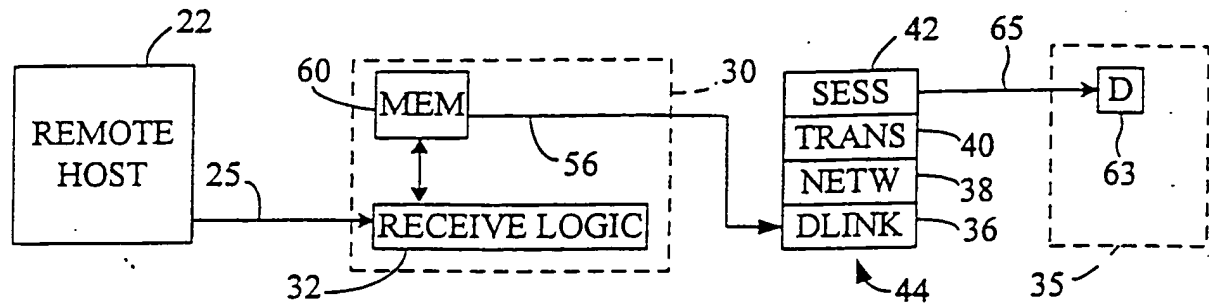 22
42
65
60
MEM
30
SESS
D
REMOTE
HOST
TRANS
40
63
25
56
NETW
38
RECEIVE LOGIC
DLINK
36
32
44
35